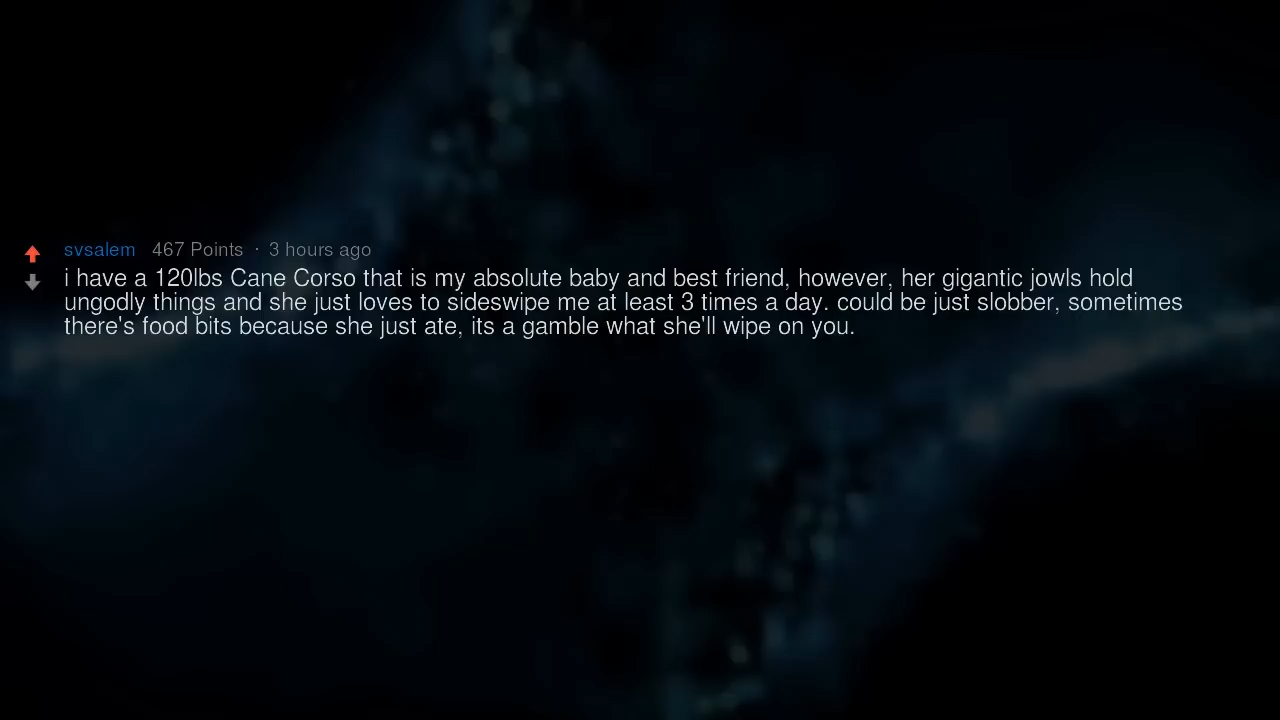 svsalem 467 Points · 3 hours ago
i have a 120lbs Cane Corso that is my absolute baby and best friend, however, her gigantic jowls hold
ungodly things and she just loves to sideswipe me at least 3 times a day. could be just slobber, sometimes
there's food bits because she just ate, its a gamble what she'll wipe on you.